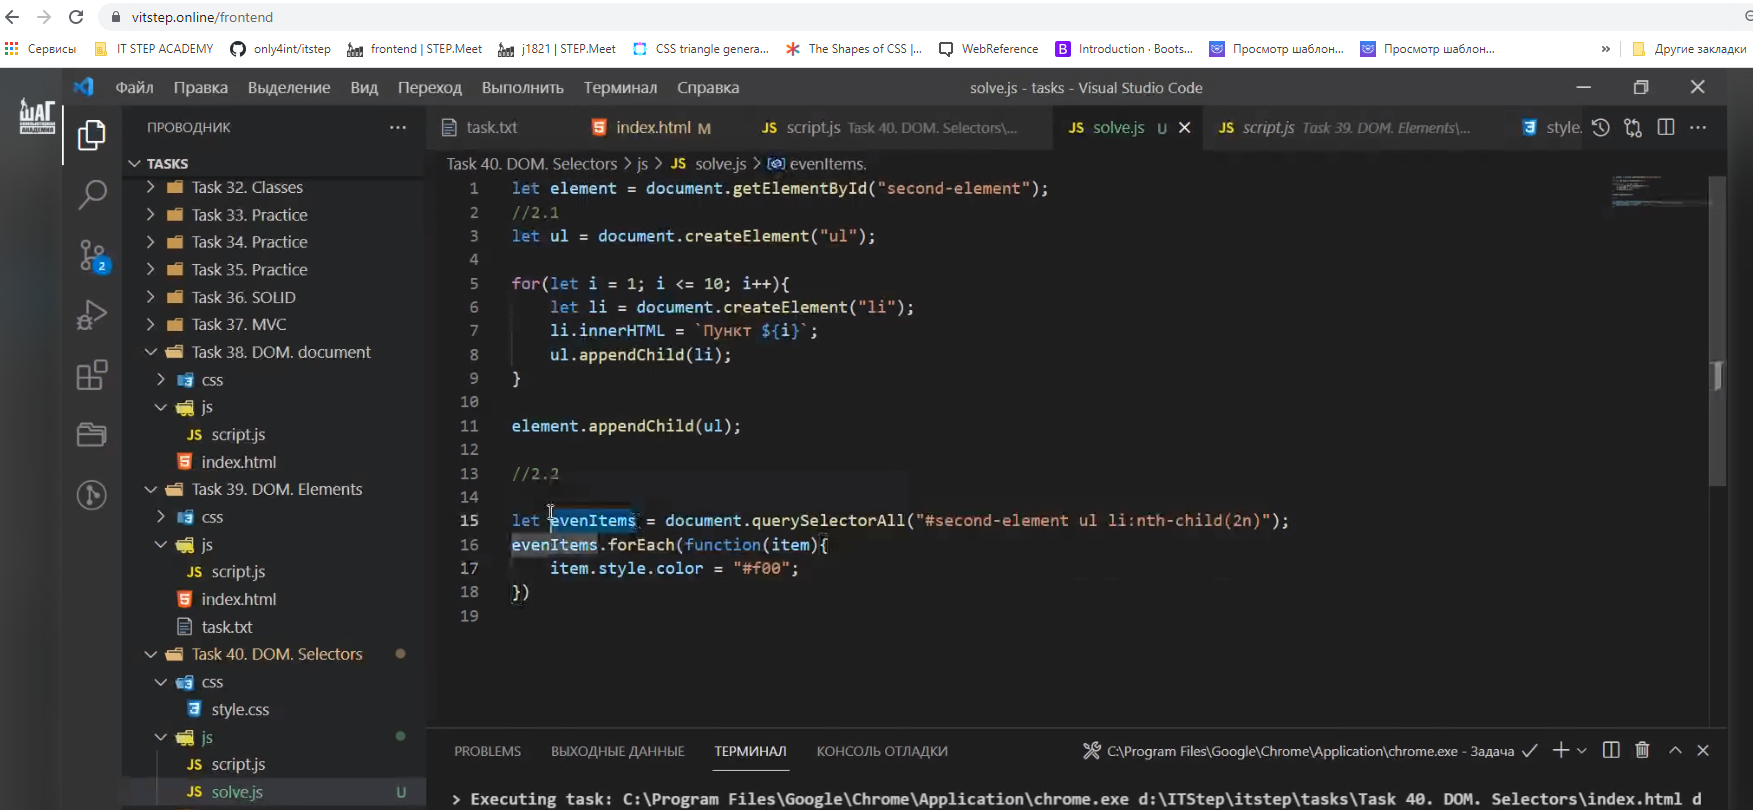 vitstep.online/frontend
Сервисы IT STEP ACADEMY only4int/itstep frontend | STEP.Meet j1821 | STEP.Meet CSS triangle genera... The Shapes of CSS |... WebReference Introduction · Boots... Просмотр шаблон... Просмотр шаблон... » Другие закладки
Файл Правка Выделение Вид Переход Выполнить Терминал Справка solve.js - tasks - Visual Studio Code
ШАГ
АКАДЕМИЯ
ПРОВОДНИК ...
task.txt index.html M script.js Task 40. DOM. Selectors\... solve.js U script.js Task 39. DOM. Elements\... style.
TASKS
Task 32. Classes
Task 33. Practice
Task 34. Practice
Task 35. Practice
Task 36. SOLID
Task 37. MVC
Task 38. DOM. document
css
js
JS script.js
index.html
Task 39. DOM. Elements
css
js
JS script.js
index.html
task.txt
Task 40. DOM. Selectors
css
style.css
js
JS script.js
JS solve.js U
2
Task 40. DOM. Selectors > js > JS solve.js > evenItems.
1 let element = document.getElementById("second-element");
2 //2.1
3 let ul = document.createElement("ul");
4
5 for(let i = 1; i <= 10; i++){
6 let li = document.createElement("li");
7 li.innerHTML = `Пункт ${i}`;
8 ul.appendChild(li);
9 }
10
11 element.appendChild(ul);
12
13 //2.2
14
15 let evenItems = document.querySelectorAll("#second-element ul li:nth-child(2n)");
16 evenItems.forEach(function(item){
17 item.style.color = "#f00";
18 })
19
PROBLEMS ВЫХОДНЫЕ ДАННЫЕ ТЕРМИНАЛ КОНСОЛЬ ОТЛАДКИ C:\Program Files\Google\Chrome\Application\chrome.exe - Задача
> Executing task: C:\Program Files\Google\Chrome\Application\chrome.exe d:\ITStep\itstep\tasks\Task 40. DOM. Selectors\index.html d